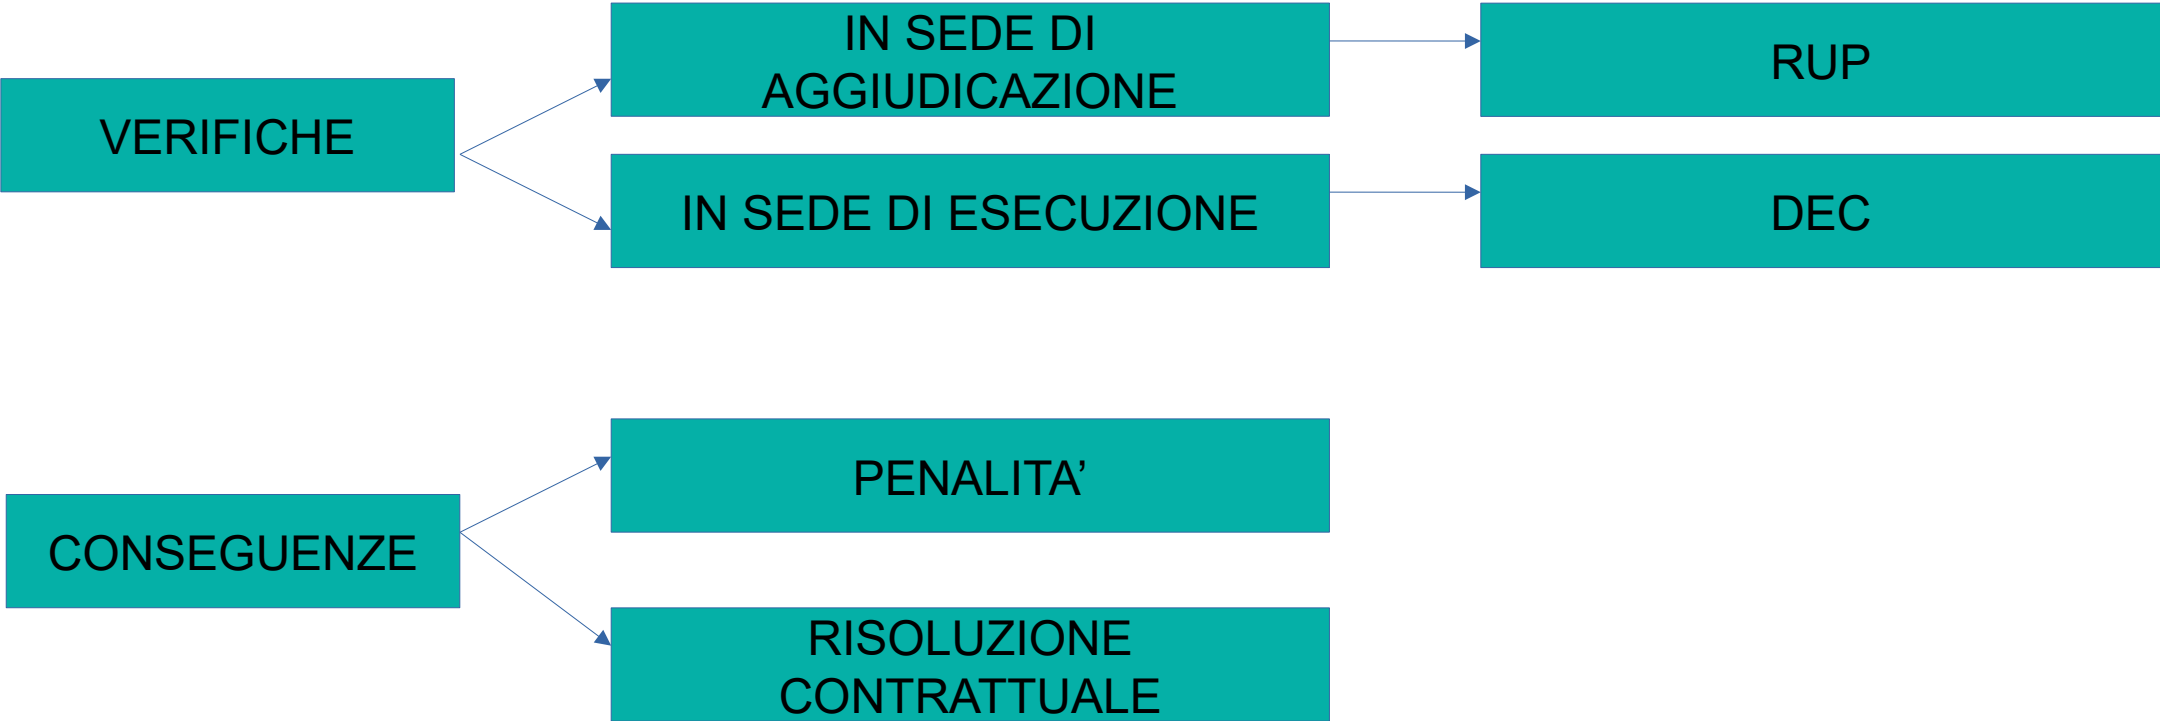 IN SEDE DI
AGGIUDICAZIONE
RUP
VERIFICHE
IN SEDE DI ESECUZIONE
DEC
PENALITA’
CONSEGUENZE
RISOLUZIONE
CONTRATTUALE